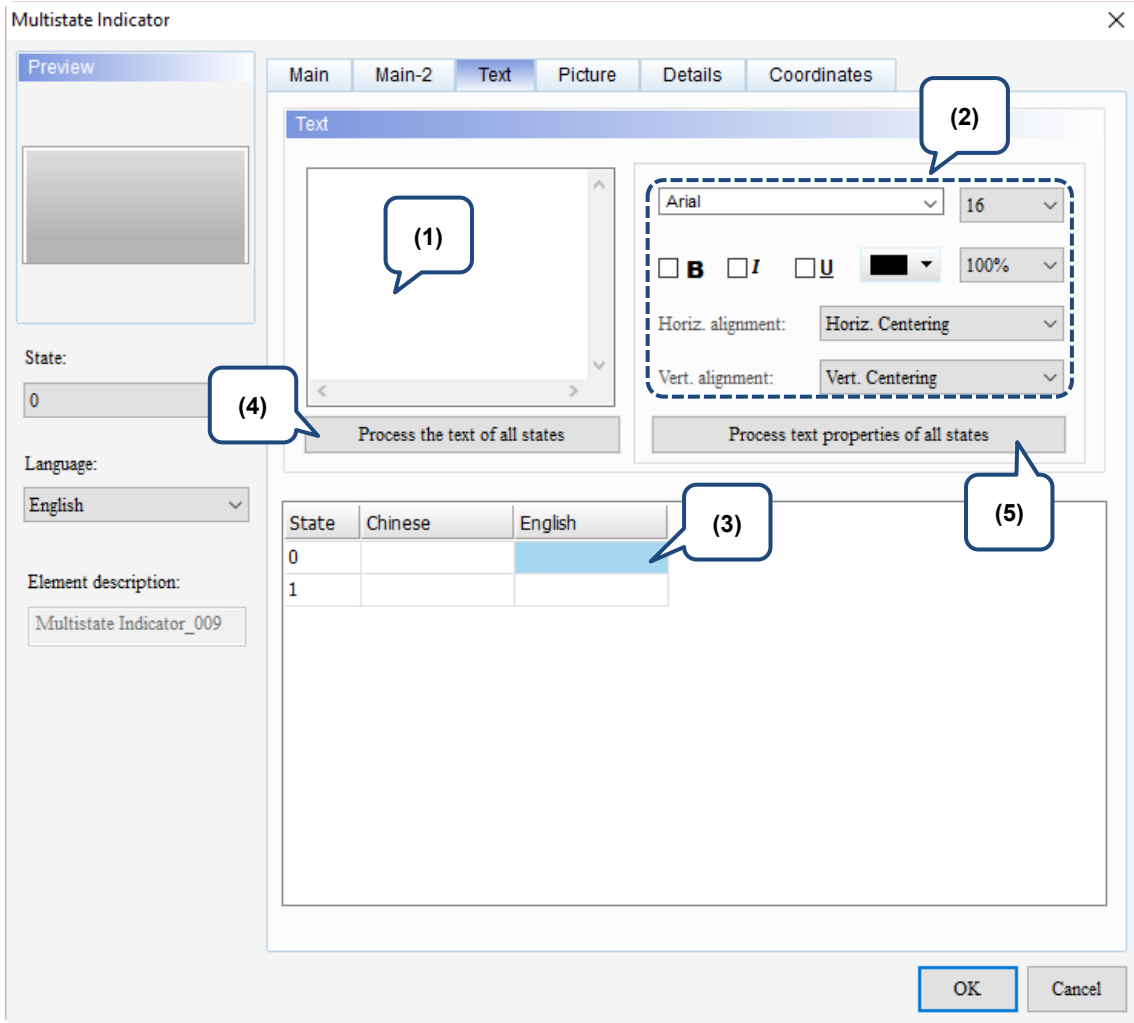 Multistate Indicator
Preview
Main Main-2 Text Picture Details Coordinates
(2)
Text
(1)
Arial 16
B I U 100%
Horiz. alignment: Horiz. Centering
Vert. alignment: Vert. Centering
State:
0
(4)
Process the text of all states Process text properties of all states
Language:
English
(3)
(5)
State Chinese English
0
1
Element description:
Multistate Indicator_009
OK Cancel